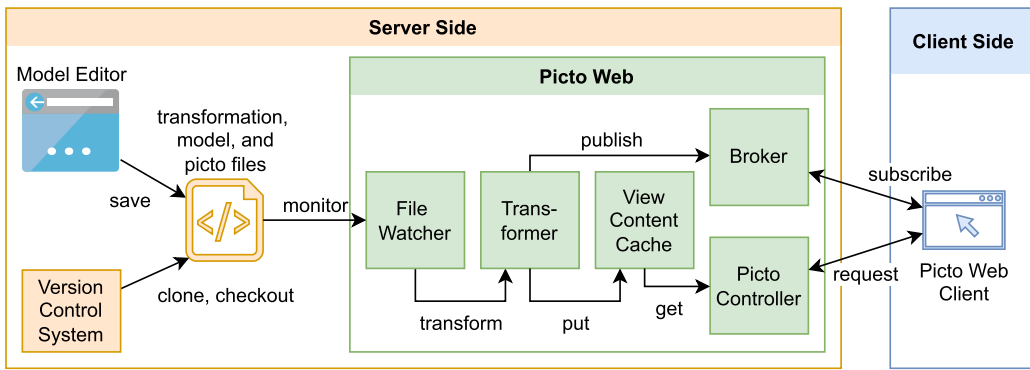 Server Side
Client Side
Model Editor
Picto Web
transformation,
model, and
picto files
publish
Broker
subscribe
save
monitor
File
Watcher
Trans-
former
View
Content
Cache
Picto
Controller
request
Picto Web
Client
Version
Control
System
clone, checkout
transform
put
get